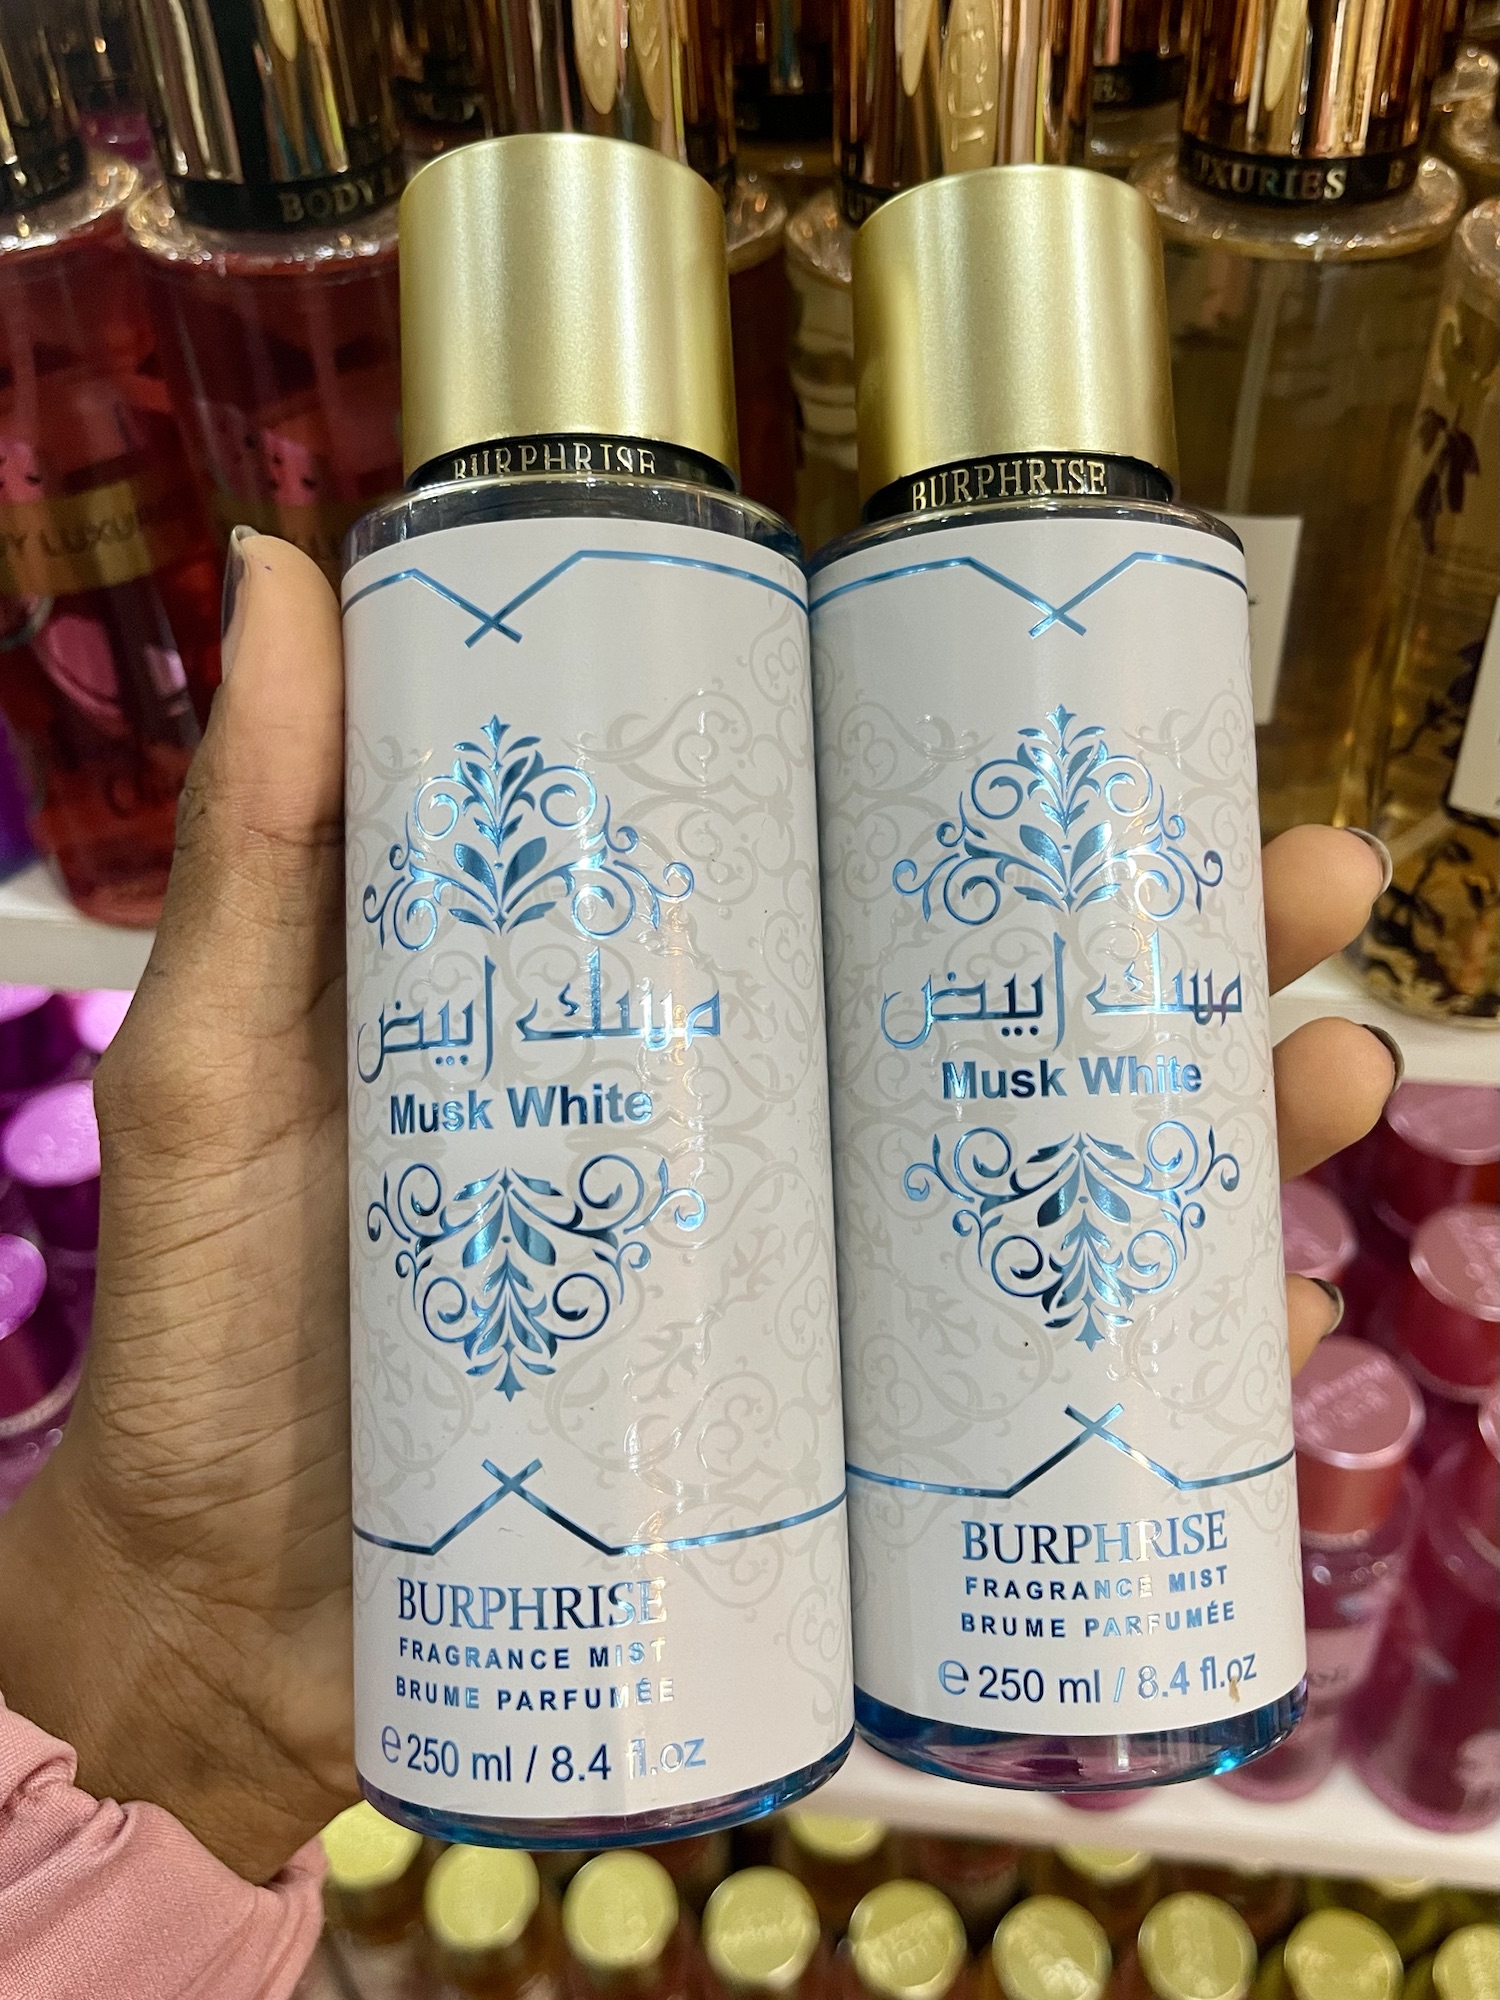 BODY L
UXURIES B
BURPHRISE
مسك ابيض
Musk White
BURPHRISE
FRAGRANCE MIST
BRUME PARFUMÉE
e 250 ml / 8.4 fl.oz
BURPHRISE
مسك ابيض
Musk White
BURPHRISE
FRAGRANCE MIST
BRUME PARFUMÉE
e 250 ml / 8.4 fl.oz